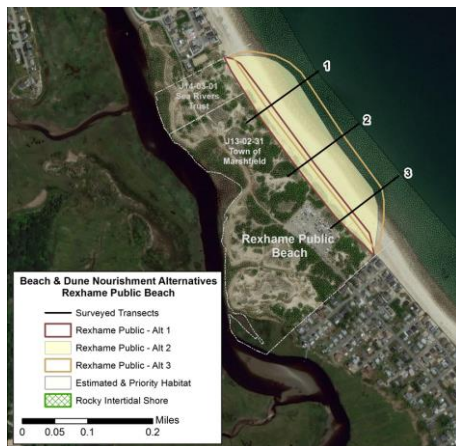 1
U14-03-01
Sea Rivers
Trust
2
U13-02-31
Town of
Marshfield
3
Rexhame Public
Beach
Beach & Dune Nourishment Alternatives
Rexhame Public Beach
Surveyed Transects
Rexhame Public - Alt 1
Rexhame Public - Alt 2
Rexhame Public - Alt 3
Estimated & Priority Habitat
Rocky Intertidal Shore
Miles
0 0.05 0.1 0.2